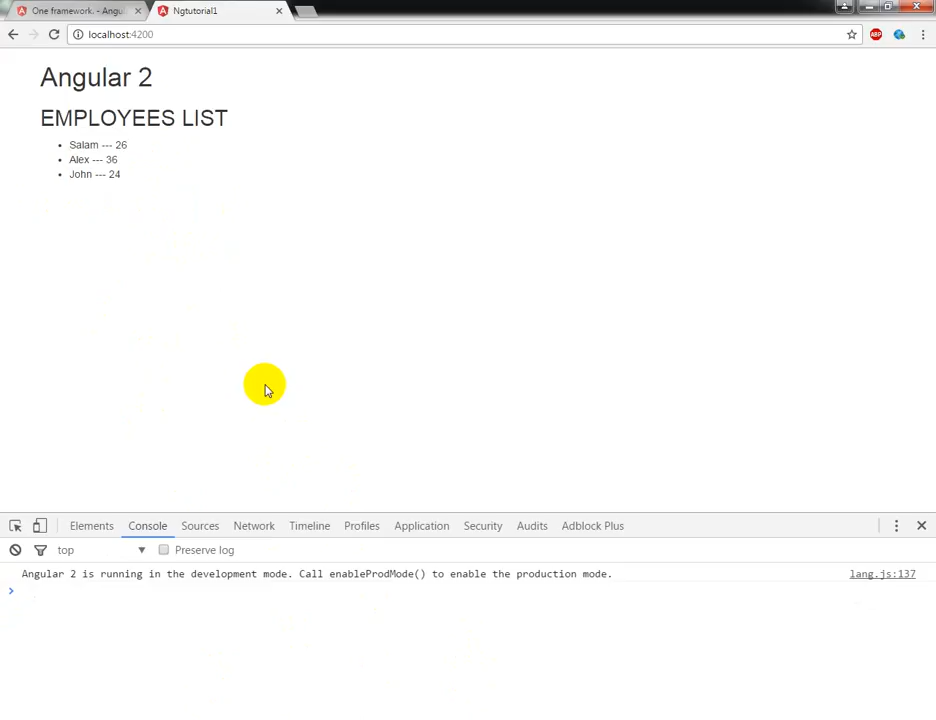 One framework. - Angu
Ngtutorial1
localhost:4200
ABP
Angular 2
EMPLOYEES LIST
Salam --- 26
Alex --- 36
John --- 24
Elements Console Sources Network Timeline Profiles Application Security Audits Adblock Plus
top Preserve log
Angular 2 is running in the development mode. Call enableProdMode() to enable the production mode. lang.js:137